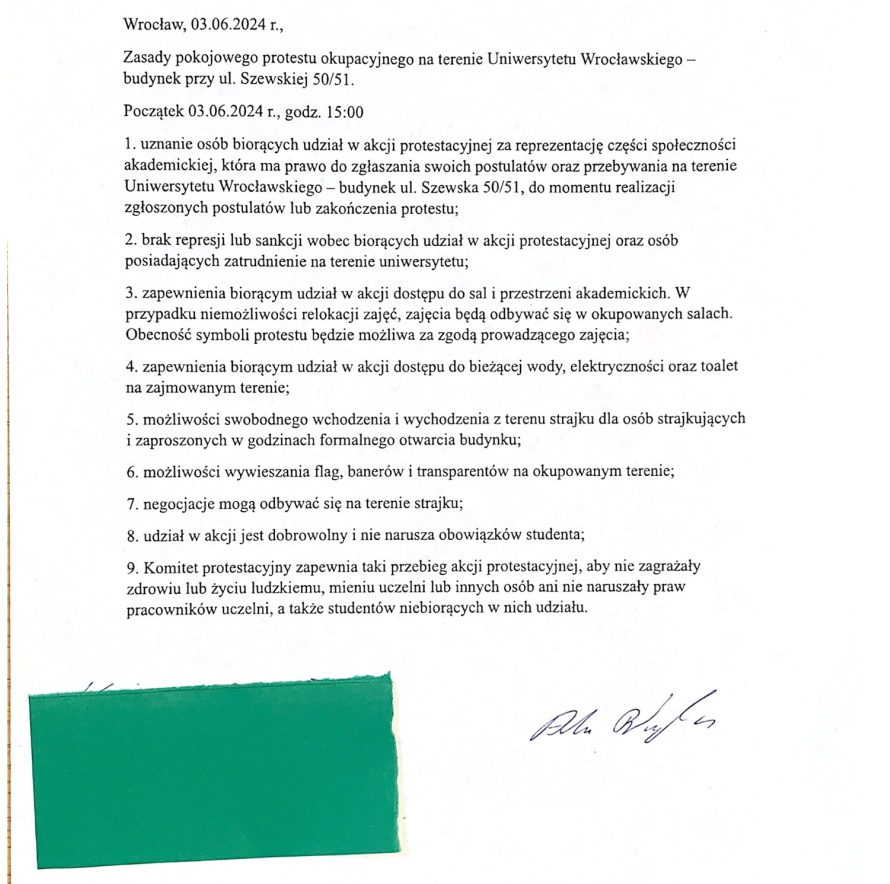 Wrocław, 03.06.2024 r.,
Zasady pokojowego protestu okupacyjnego na terenie Uniwersytetu Wrocławskiego –
budynek przy ul. Szewskiej 50/51.
Początek 03.06.2024 r., godz. 15:00
1. uznanie osób biorących udział w akcji protestacyjnej za reprezentację części społeczności
akademickiej, która ma prawo do zgłaszania swoich postulatów oraz przebywania na terenie
Uniwersytetu Wrocławskiego – budynek ul. Szewska 50/51, do momentu realizacji
zgłoszonych postulatów lub zakończenia protestu;
2. brak represji lub sankcji wobec biorących udział w akcji protestacyjnej oraz osób
posiadających zatrudnienie na terenie uniwersytetu;
3. zapewnienia biorącym udział w akcji dostępu do sal i przestrzeni akademickich. W
przypadku niemożliwości relokacji zajęć, zajęcia będą odbywać się w okupowanych salach.
Obecność symboli protestu będzie możliwa za zgodą prowadzącego zajęcia;
4. zapewnienia biorącym udział w akcji dostępu do bieżącej wody, elektryczności oraz toalet
na zajmowanym terenie;
5. możliwości swobodnego wchodzenia i wychodzenia z terenu strajku dla osób strajkujących
i zaproszonych w godzinach formalnego otwarcia budynku;
6. możliwości wywieszania flag, banerów i transparentów na okupowanym terenie;
7. negocjacje mogą odbywać się na terenie strajku;
8. udział w akcji jest dobrowolny i nie narusza obowiązków studenta;
9. Komitet protestacyjny zapewnia taki przebieg akcji protestacyjnej, aby nie zagrażały
zdrowiu lub życiu ludzkiemu, mieniu uczelni lub innych osób ani nie naruszały praw
pracowników uczelni, a także studentów niebiorących w nich udziału.